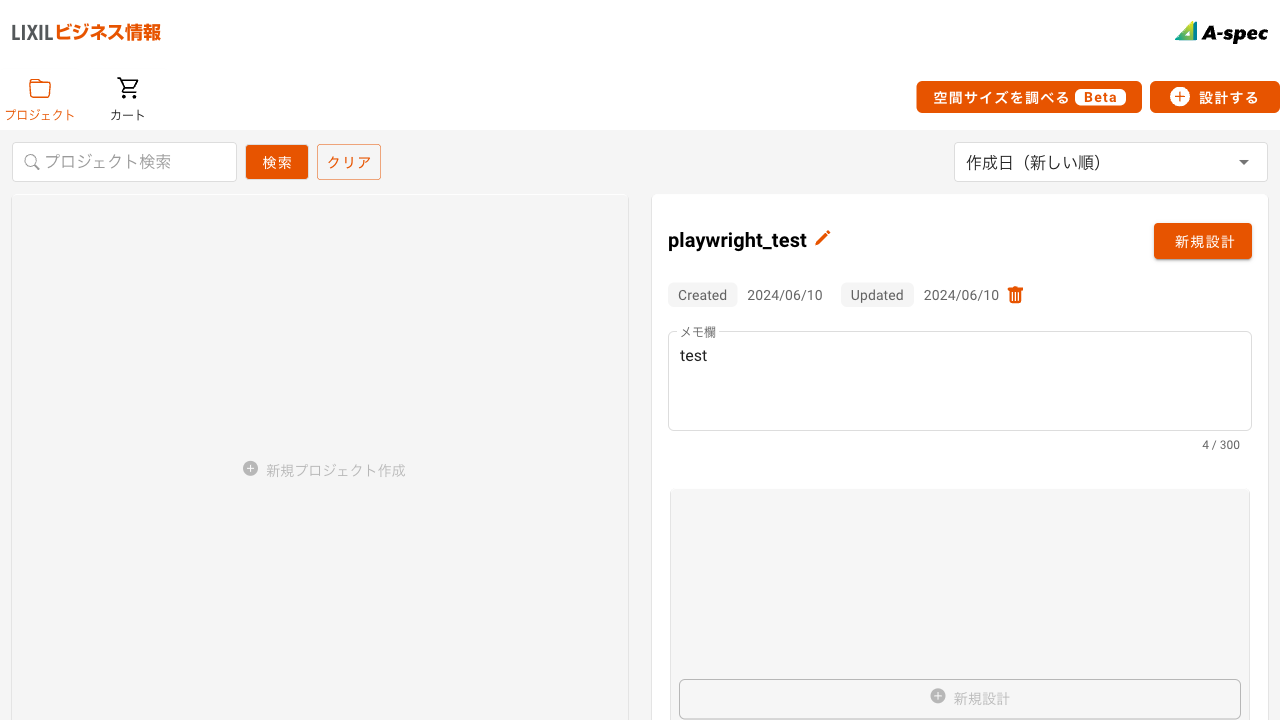 LIXILビジネス情報
A-spec
プロジェクト
カート
空間サイズを調べる Beta
設計する
プロジェクト検索
検索
クリア
作成日（新しい順）
新規プロジェクト作成
playwright_test
新規設計
Created 2024/06/10 Updated 2024/06/10
メモ欄
test
4 / 300
新規設計